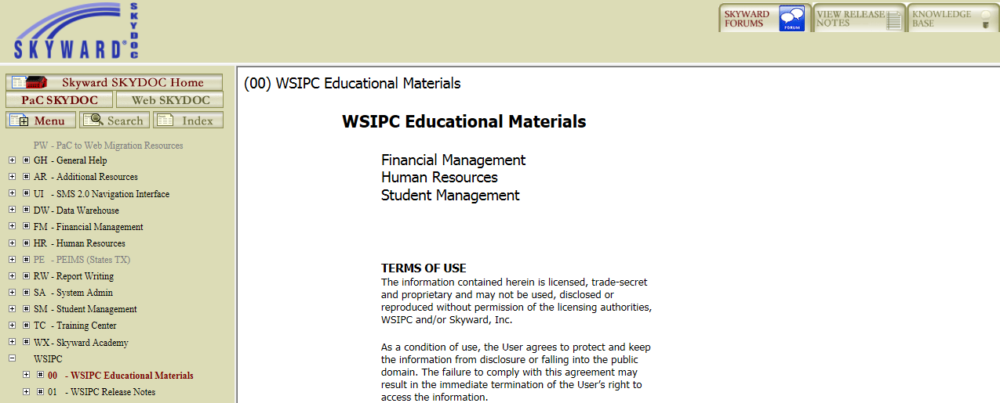 SKYWARD®
SKYDOC
SKYWARD
FORUMS
FORUM
VIEW RELEASE
NOTES
KNOWLEDGE
BASE
Skyward SKYDOC Home
PaC SKYDOC
Web SKYDOC
Menu
Search
Index
PW - PaC to Web Migration Resources
GH - General Help
AR - Additional Resources
UI - SMS 2.0 Navigation Interface
DW - Data Warehouse
FM - Financial Management
HR - Human Resources
PE - PEIMS (States TX)
RW - Report Writing
SA - System Admin
SM - Student Management
TC - Training Center
WX - Skyward Academy
WSIPC
00 - WSIPC Educational Materials
01 - WSIPC Release Notes
(00) WSIPC Educational Materials
WSIPC Educational Materials
Financial Management
Human Resources
Student Management
TERMS OF USE
The information contained herein is licensed, trade-secret
and proprietary and may not be used, disclosed or
reproduced without permission of the licensing authorities,
WSIPC and/or Skyward, Inc.
As a condition of use, the User agrees to protect and keep
the information from disclosure or falling into the public
domain. The failure to comply with this agreement may
result in the immediate termination of the User's right to
access the information.